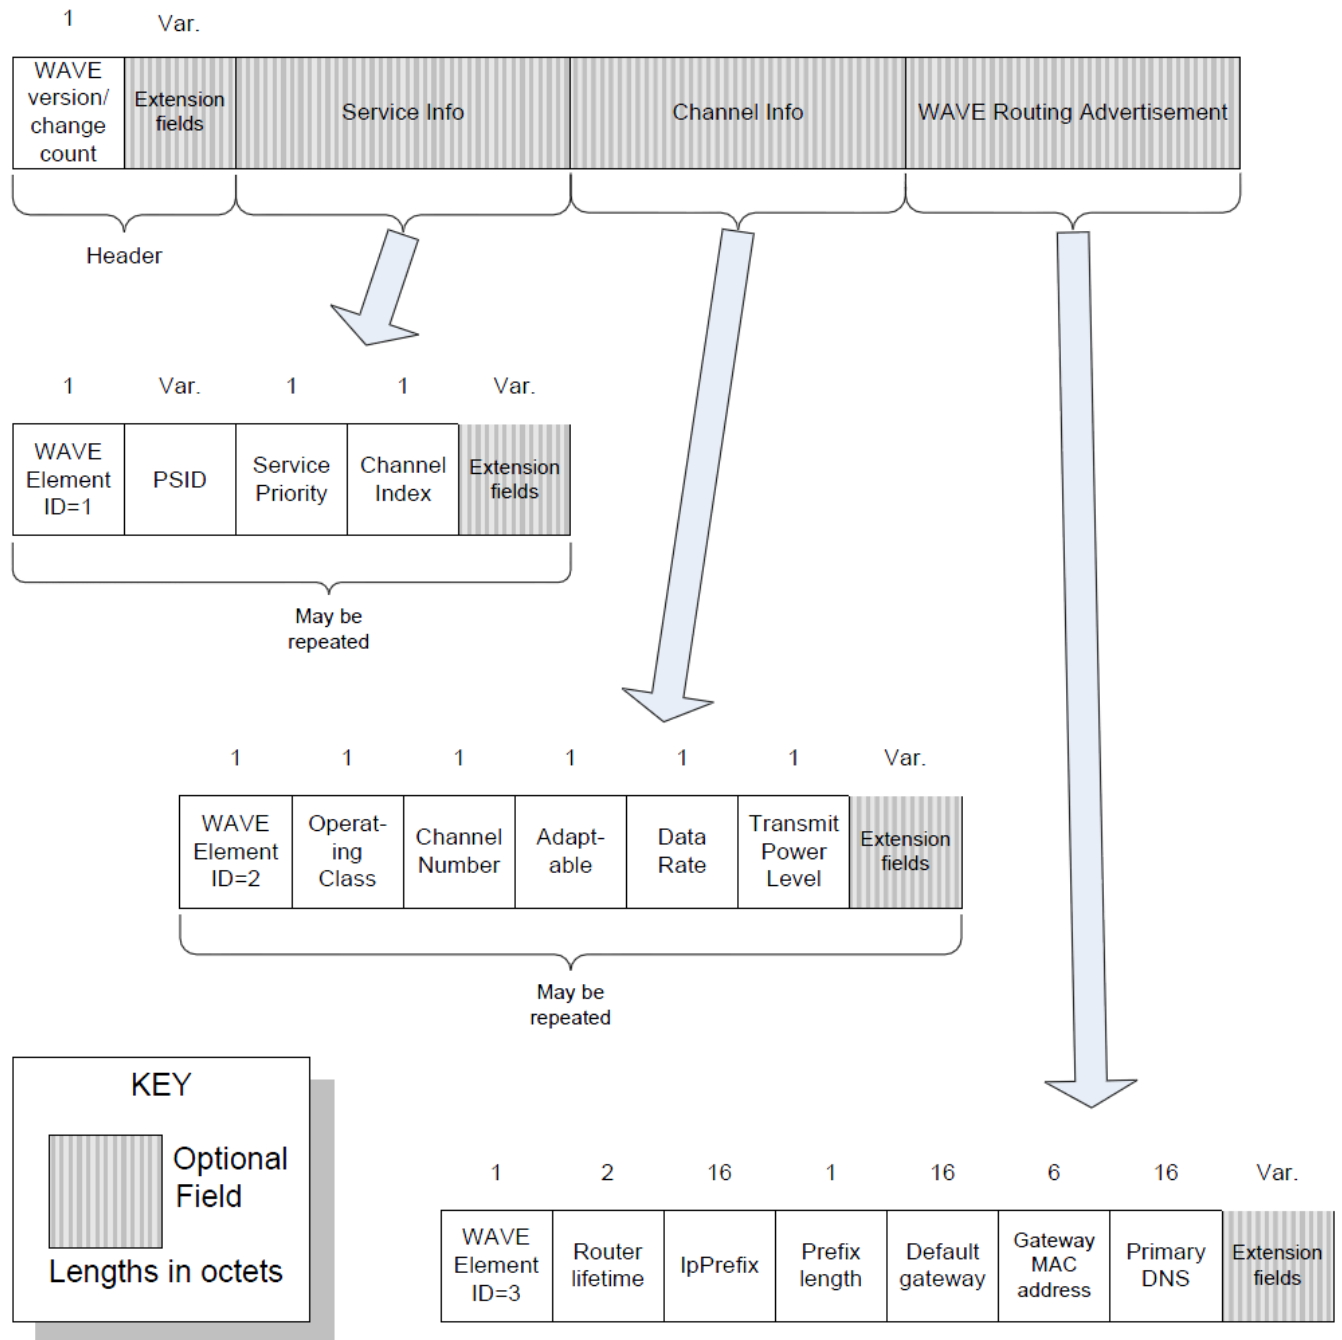 1 Var.
WAVE
version/
change
count
Extension
fields
Service Info
Channel Info
WAVE Routing Advertisement
Header
1 Var. 1 1 Var.
WAVE
Element
ID=1
PSID
Service
Priority
Channel
Index
Extension
fields
May be
repeated
1 1 1 1 1 1 Var.
WAVE
Element
ID=2
Operat-
ing
Class
Channel
Number
Adapt-
able
Data
Rate
Transmit
Power
Level
Extension
fields
May be
repeated
KEY
Optional
Field
Lengths in octets
1 2 16 1 16 6 16 Var.
WAVE
Element
ID=3
Router
lifetime
IpPrefix
Prefix
length
Default
gateway
Gateway
MAC
address
Primary
DNS
Extension
fields